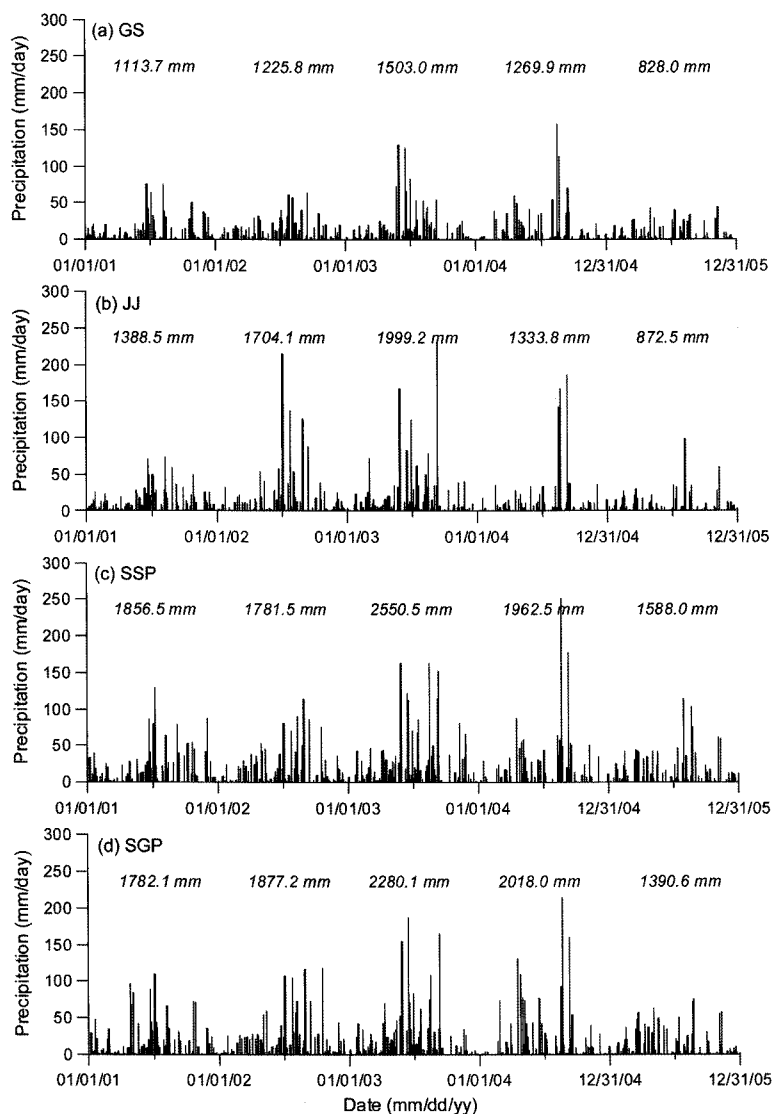 (a) GS
Precipitation (mm/day)
300
250
200
150
100
50
0
1113.7 mm 1225.8 mm 1503.0 mm 1269.9 mm 828.0 mm
01/01/01 01/01/02 01/01/03 01/01/04 12/31/04 12/31/05
(b) JJ
Precipitation (mm/day)
300
250
200
150
100
50
0
1388.5 mm 1704.1 mm 1999.2 mm 1333.8 mm 872.5 mm
01/01/01 01/01/02 01/01/03 01/01/04 12/31/04 12/31/05
(c) SSP
Precipitation (mm/day)
300
250
200
150
100
50
0
1856.5 mm 1781.5 mm 2550.5 mm 1962.5 mm 1588.0 mm
01/01/01 01/01/02 01/01/03 01/01/04 12/31/04 12/31/05
(d) SGP
Precipitation (mm/day)
300
250
200
150
100
50
0
1782.1 mm 1877.2 mm 2280.1 mm 2018.0 mm 1390.6 mm
01/01/01 01/01/02 01/01/03 01/01/04 12/31/04 12/31/05
Date (mm/dd/yy)